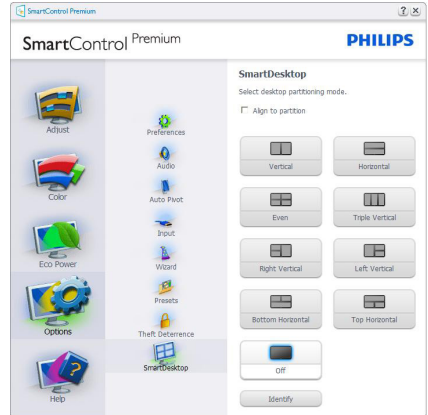 SmartControl Premium
SmartControl Premium
PHILIPS
Adjust
Color
Eco Power
Options
Help
Preferences
Audio
Auto Pivot
Input
Wizard
Presets
Theft Deterrence
SmartDesktop
SmartDesktop
Select desktop partitioning mode.
Align to partition
Vertical
Horizontal
Even
Triple Vertical
Right Vertical
Left Vertical
Bottom Horizontal
Top Horizontal
Off
Identify